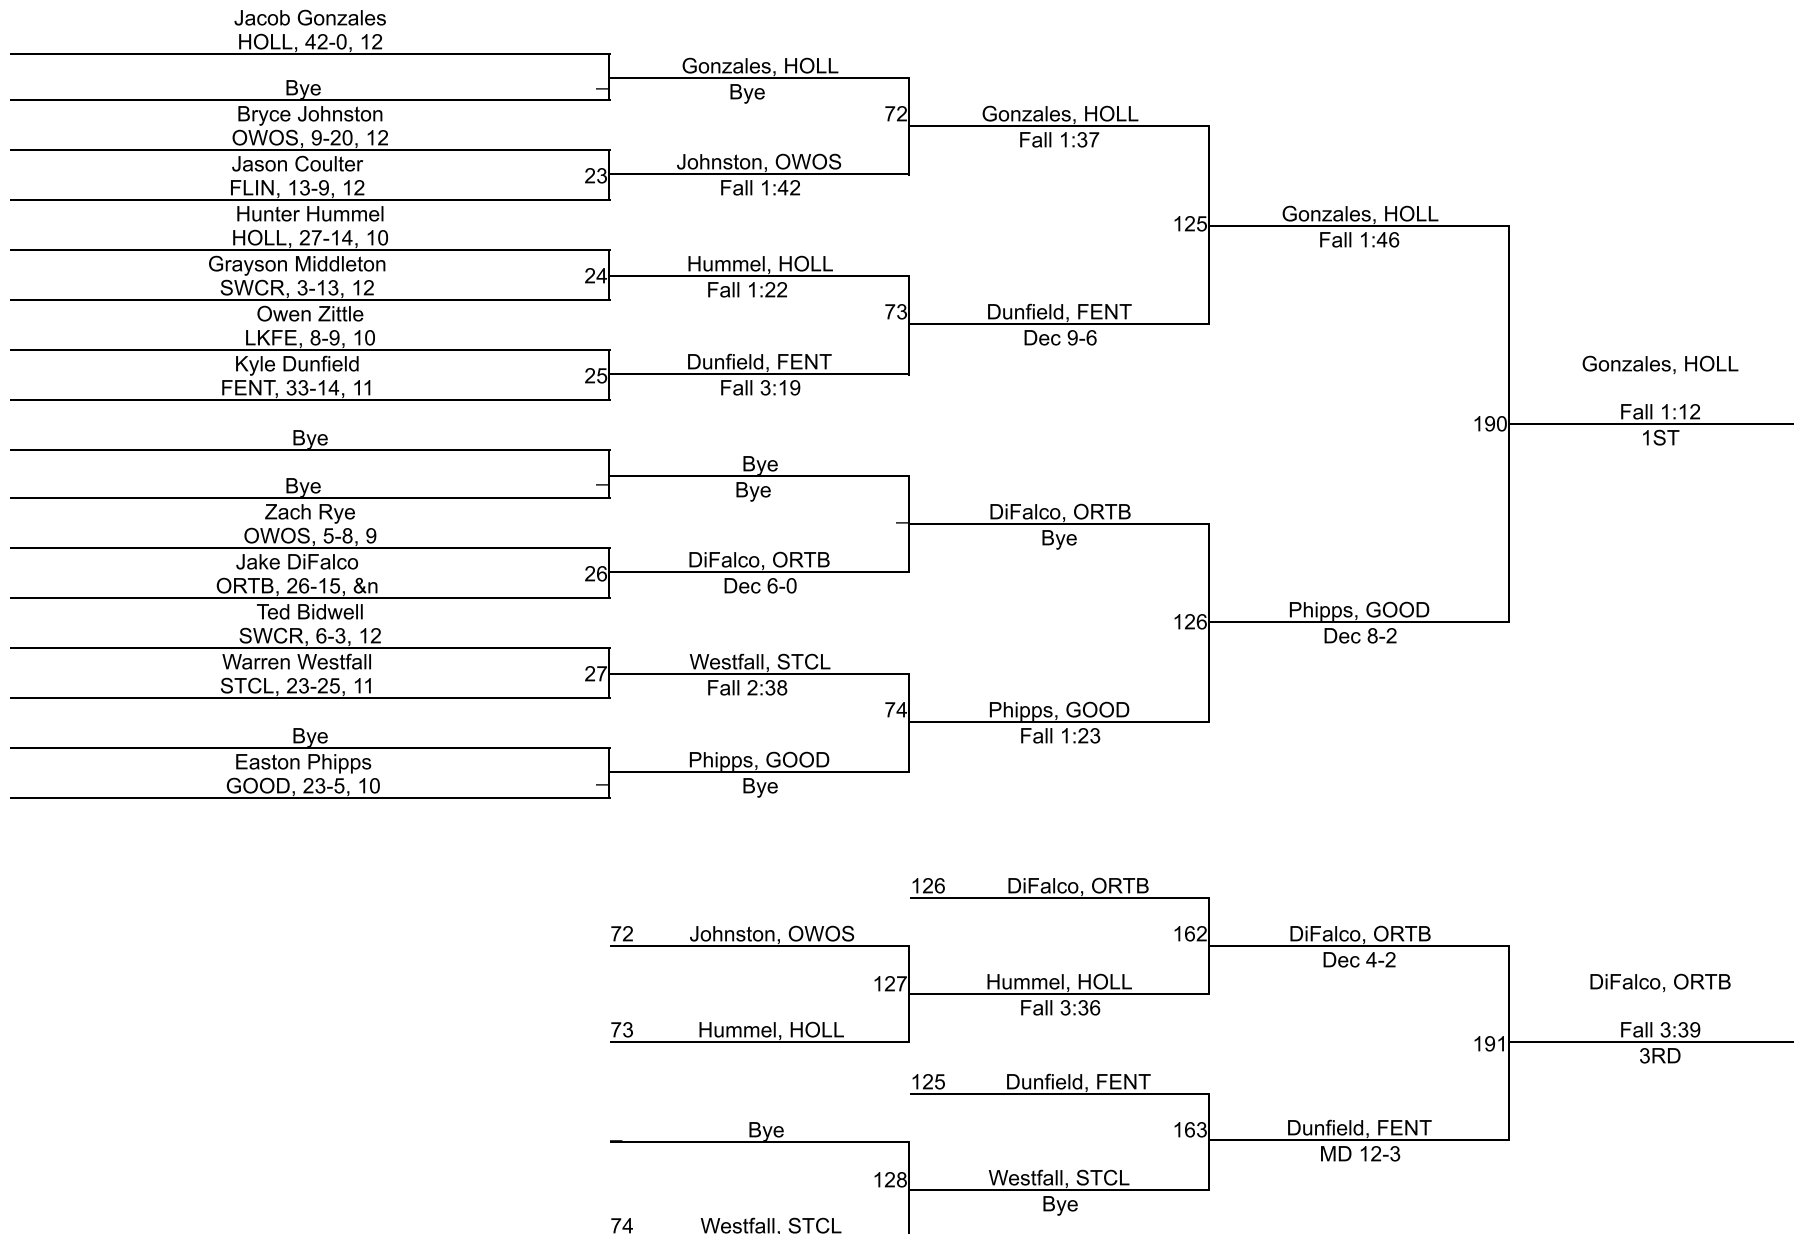 Jacob Gonzales
HOLL, 42-0, 12
Bye
Bryce Johnston
OWOS, 9-20, 12
Jason Coulter
FLIN, 13-9, 12
Hunter Hummel
HOLL, 27-14, 10
Grayson Middleton
SWCR, 3-13, 12
Owen Zittle
LKFE, 8-9, 10
Kyle Dunfield
FENT, 33-14, 11
Bye
Bye
Zach Rye
OWOS, 5-8, 9
Jake DiFalco
ORTB, 26-15, &n
Ted Bidwell
SWCR, 6-3, 12
Warren Westfall
STCL, 23-25, 11
Bye
Easton Phipps
GOOD, 23-5, 10
Gonzales, HOLL
Bye
23
Johnston, OWOS
Fall 1:42
24
Hummel, HOLL
Fall 1:22
25
Dunfield, FENT
Fall 3:19
Bye
Bye
26
DiFalco, ORTB
Dec 6-0
27
Westfall, STCL
Fall 2:38
Phipps, GOOD
Bye
72
Gonzales, HOLL
Fall 1:37
73
Dunfield, FENT
Dec 9-6
DiFalco, ORTB
Bye
74
Phipps, GOOD
Fall 1:23
125
Gonzales, HOLL
Fall 1:46
126
Phipps, GOOD
Dec 8-2
190
Gonzales, HOLL
Fall 1:12
1ST
72 Johnston, OWOS
73 Hummel, HOLL
Bye
74 Westfall, STCL
126 DiFalco, ORTB
127
Hummel, HOLL
Fall 3:36
125 Dunfield, FENT
128
Westfall, STCL
Bye
162
DiFalco, ORTB
Dec 4-2
163
Dunfield, FENT
MD 12-3
191
DiFalco, ORTB
Fall 3:39
3RD